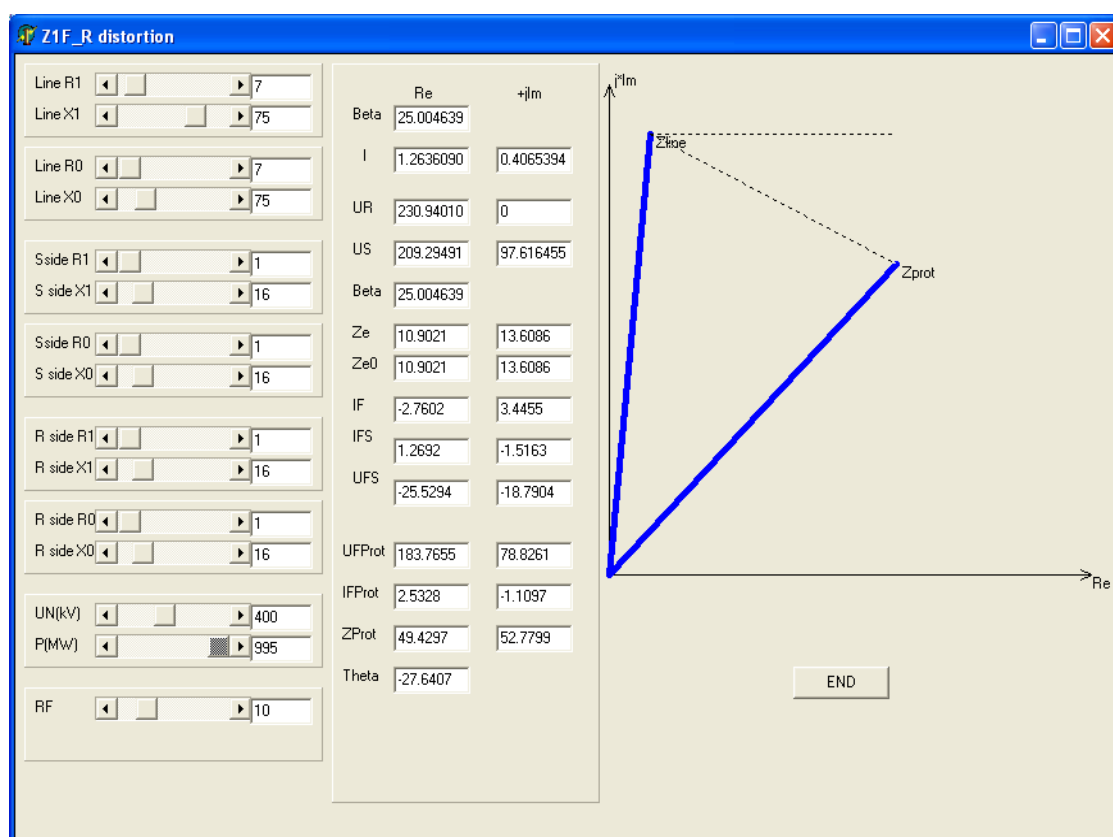 Z1F_R distortion
Line R1 7
Line X1 75
Line R0 7
Line X0 75
Sside R1 1
S side X1 16
Sside R0 1
S side X0 16
R side R1 1
R side X1 16
R side R0 1
R side X0 16
UN(kV) 400
P(MW) 995
RF 10
Re +jIm
Beta 25.004639
I 1.2636090 0.4065394
UR 230.94010 0
US 209.29491 97.616455
Beta 25.004639
Ze 10.9021 13.6086
Ze0 10.9021 13.6086
IF -2.7602 3.4455
IFS 1.2692 -1.5163
UFS -25.5294 -18.7904
UFProt 183.7655 78.8261
IFProt 2.5328 -1.1097
ZProt 49.4297 52.7799
Theta -27.6407
j*Im
Zline
Zprot
Re
END